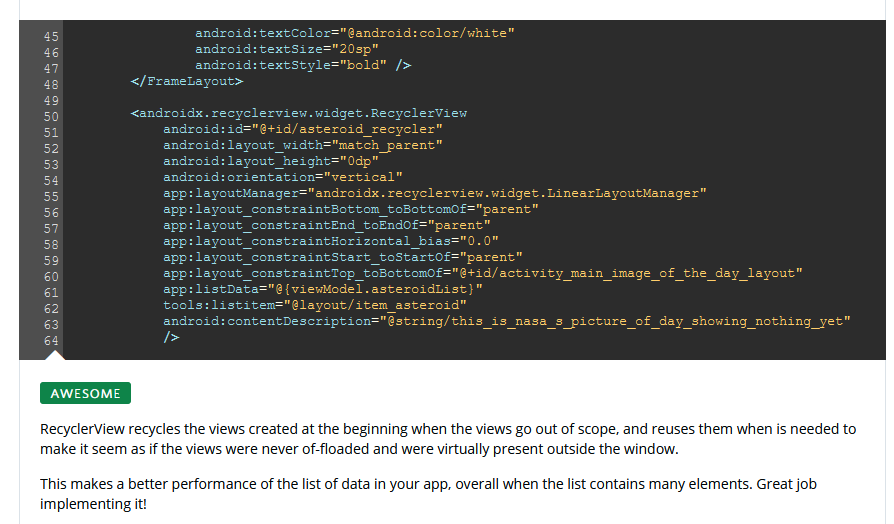 45 android:textColor="@android:color/white"
46 android:textSize="20sp"
47 android:textStyle="bold" />
48 </FrameLayout>
49
50 <androidx.recyclerview.widget.RecyclerView
51 android:id="@+id/asteroid_recycler"
52 android:layout_width="match_parent"
53 android:layout_height="0dp"
54 android:orientation="vertical"
55 app:layoutManager="androidx.recyclerview.widget.LinearLayoutManager"
56 app:layout_constraintBottom_toBottomOf="parent"
57 app:layout_constraintEnd_toEndOf="parent"
58 app:layout_constraintHorizontal_bias="0.0"
59 app:layout_constraintStart_toStartOf="parent"
60 app:layout_constraintTop_toBottomOf="@+id/activity_main_image_of_the_day_layout"
61 app:listData="@{viewModel.asteroidList}"
62 tools:listitem="@layout/item_asteroid"
63 android:contentDescription="@string/this_is_nasa_s_picture_of_day_showing_nothing_yet"
64 />
AWESOME
RecyclerView recycles the views created at the beginning when the views go out of scope, and reuses them when is needed to
make it seem as if the views were never of-floaded and were virtually present outside the window.
This makes a better performance of the list of data in your app, overall when the list contains many elements. Great job
implementing it!